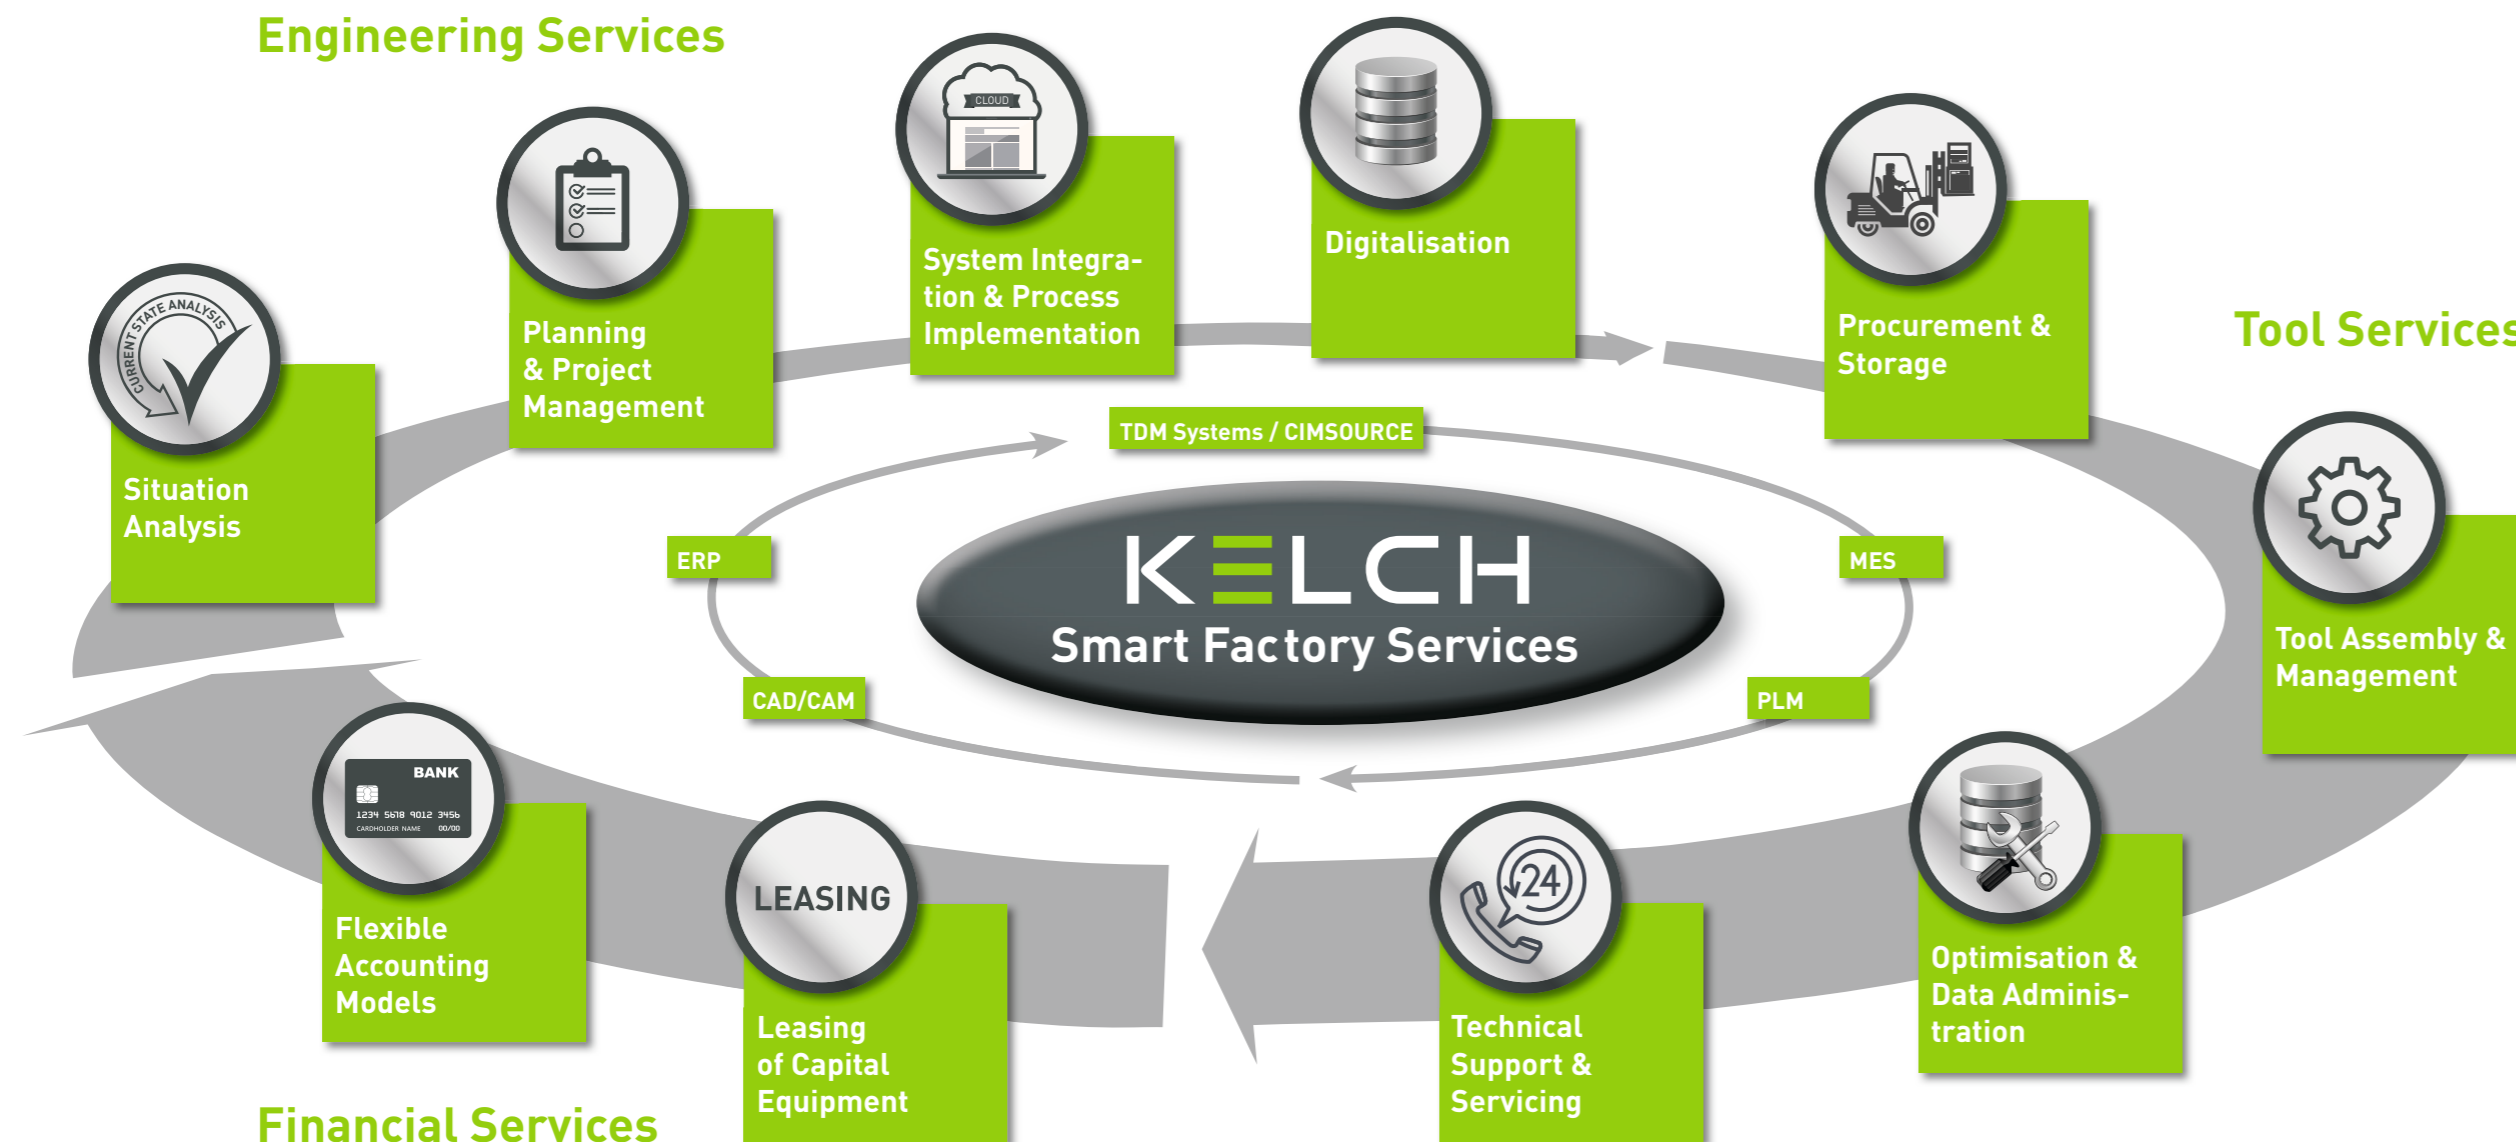 Engineering Services
CLOUD
CURRENT STATE ANALYSIS
Situation
Analysis
Planning
& Project
Management
System Integra-
tion & Process
Implementation
Digitalisation
Procurement &
Storage
Tool Services
Tool Assembly &
Management
TDM Systems / CIMSOURCE
ERP
MES
CAD/CAM
PLM
KELCH
Smart Factory Services
BANK
1234 5678 9012 3456
CARDHOLDER NAME 00/00
Flexible
Accounting
Models
LEASING
Leasing
of Capital
Equipment
24
Technical
Support &
Servicing
Optimisation &
Data Adminis-
tration
Financial Services